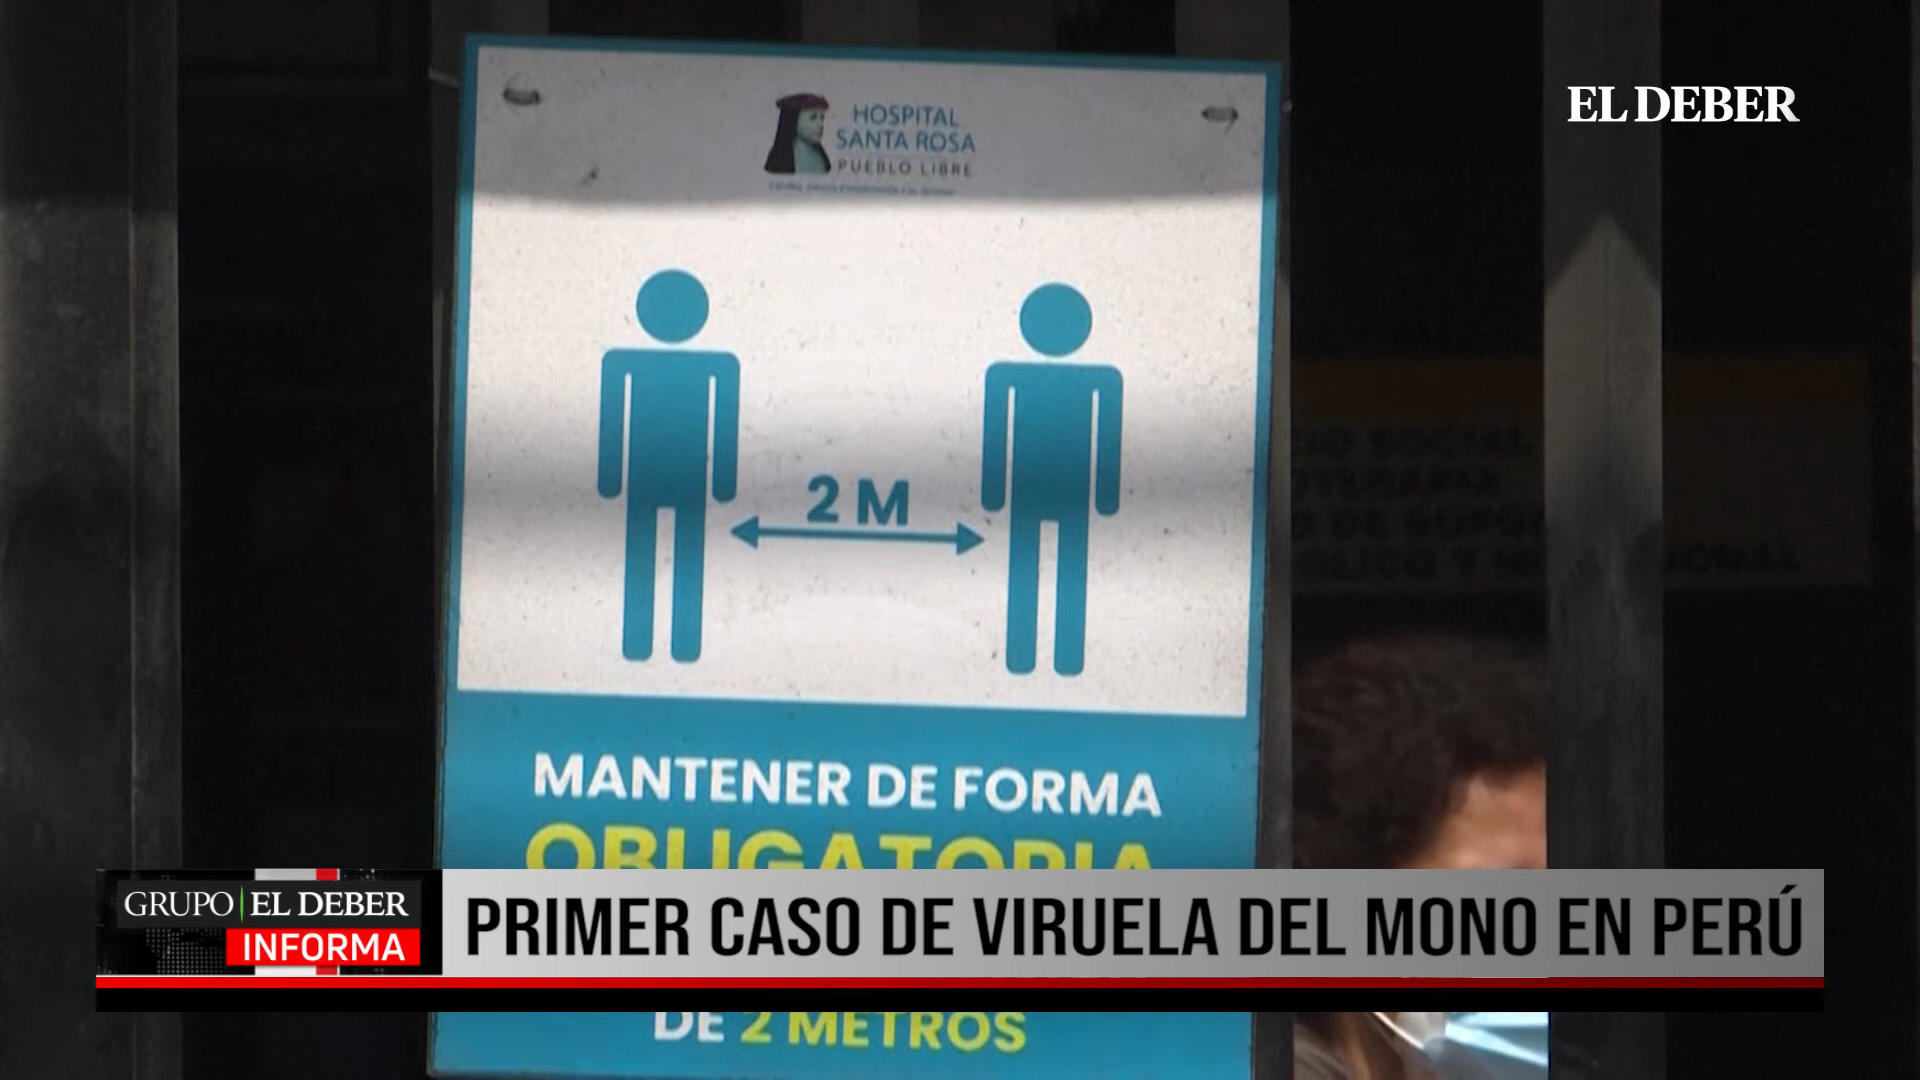 EL DEBER
HOSPITAL
SANTA ROSA
PUEBLO LIBRE
2 M
MANTENER DE FORMA
OBLIGATORIA
DE 2 METROS
GRUPO EL DEBER
INFORMA
PRIMER CASO DE VIRUELA DEL MONO EN PERÚ